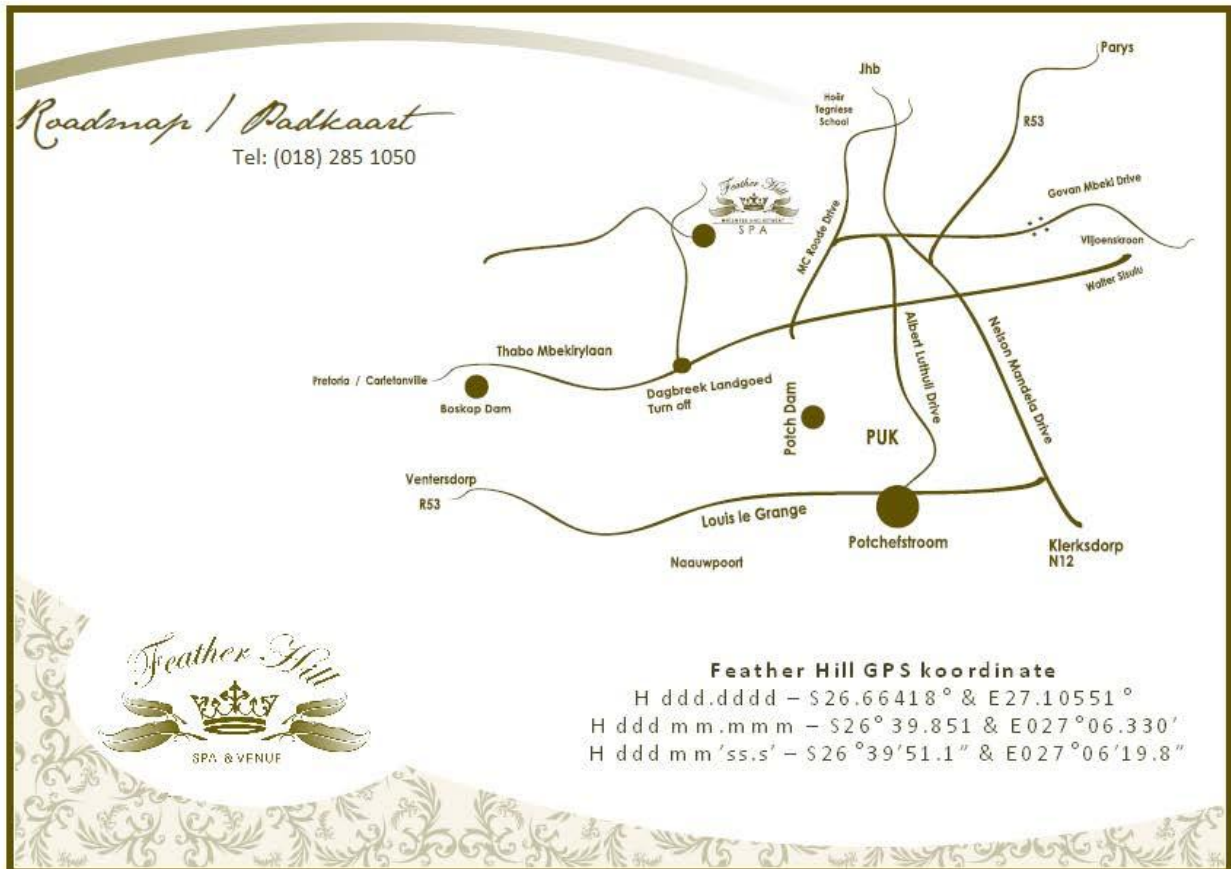 Roadmap / Padkaart
Tel: (018) 285 1050
Parys
Jhb
Hoër
Tegniese
School
R53
Govan Mbeki Drive
Feather Hill
SPA
MC Roode Drive
Viljoenskroon
Walter Sisulu
Thabo Mbekirylaan
Albert Luthuli Drive
Nelson Mandela Drive
Pretoria / Carletonville
Boskop Dam
Dagbreek Landgoed
Turn off
Potch Dam
PUK
Ventersdorp
R53
Louis le Grange
Potchefstroom
Klerksdorp
N12
Naauwpoort
Feather Hill
SPA & VENUE
Feather Hill GPS koordinate
H ddd.dddd – S26.66418° & E27.10551°
H ddd mm.mmm – S26°39.851 & E027°06.330'
H ddd mm'ss.s' – S26°39'51.1" & E027°06'19.8"